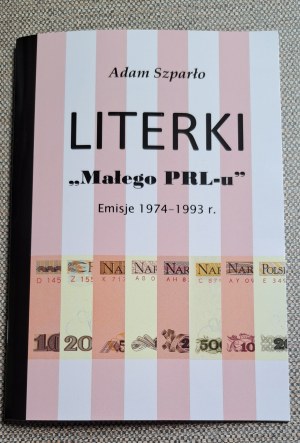 Adam Szparło
LITERKI
„Małego PRL-u”
Emisje 1974–1993 r.